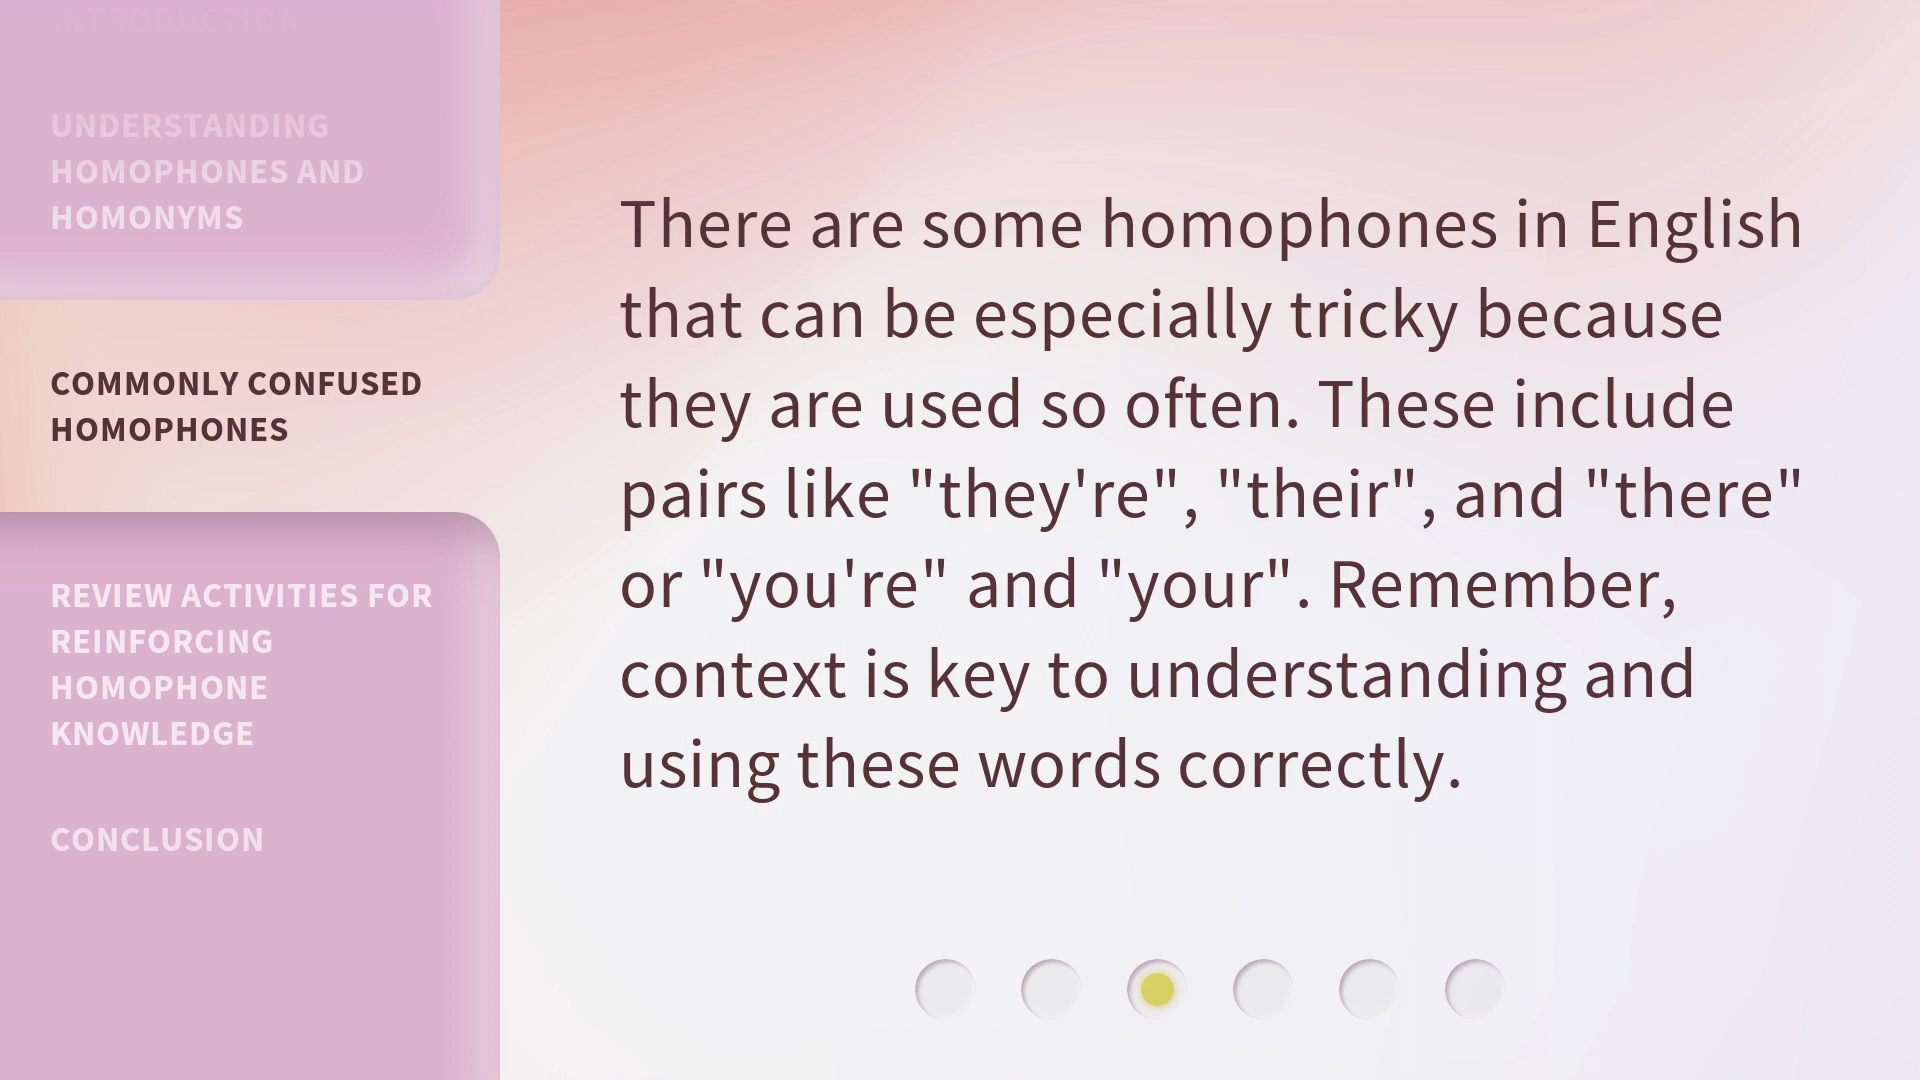 INTRODUCTION
UNDERSTANDING
HOMOPHONES AND
HOMONYMS
COMMONLY CONFUSED
HOMOPHONES
REVIEW ACTIVITIES FOR
REINFORCING
HOMOPHONE
KNOWLEDGE
CONCLUSION
There are some homophones in English
that can be especially tricky because
they are used so often. These include
pairs like "they're", "their", and "there"
or "you're" and "your". Remember,
context is key to understanding and
using these words correctly.